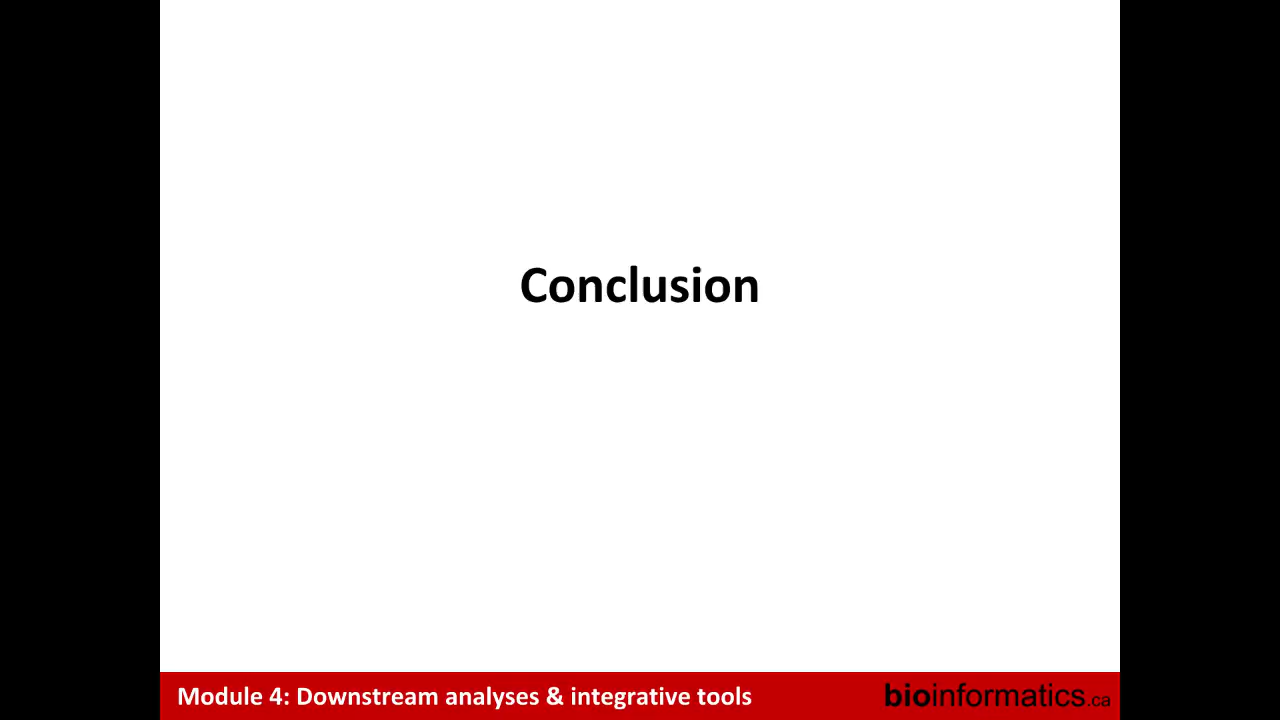 Conclusion
Module 4: Downstream analyses & integrative tools
bioinformatics.ca